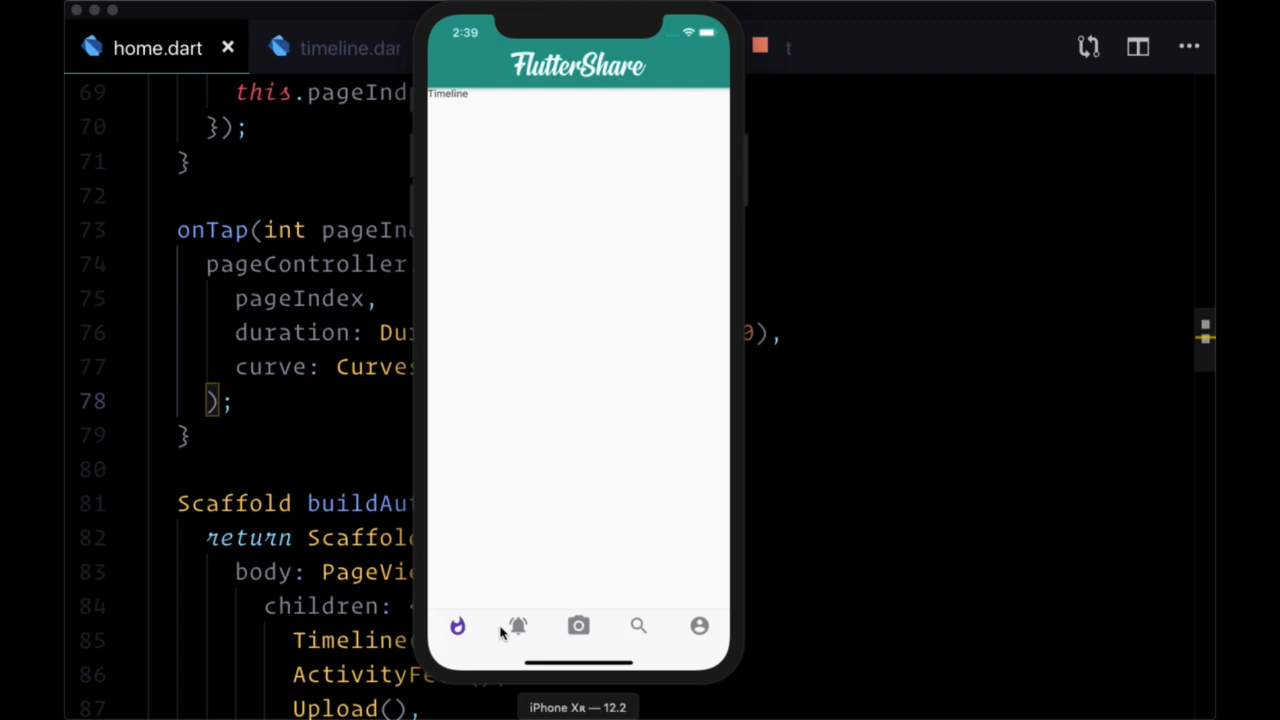 home.dart × timeline.dar t
2:39
FlutterShare
Timeline
69 this.pageInd
70 });
71 }
72
73 onTap(int pageIn
74 pageController
75 pageIndex,
76 duration: Du 0),
77 curve: Curves
78 );
79 }
80
81 Scaffold buildAu
82 return Scaffol
83 body: PageVi
84 children: <
85 Timeline(
86 ActivityFe
87 Upload(),
iPhone Xʀ — 12.2